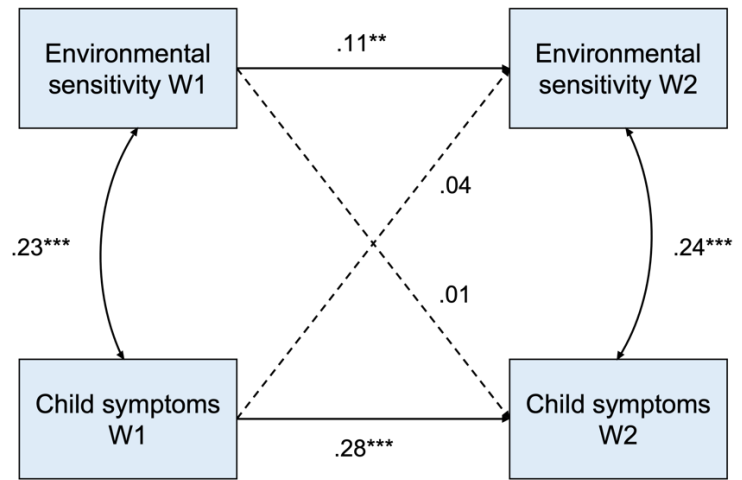 Environmental
sensitivity W1
.11**
Environmental
sensitivity W2
.04
.23***
.24***
.01
Child symptoms
W1
.28***
Child symptoms
W2